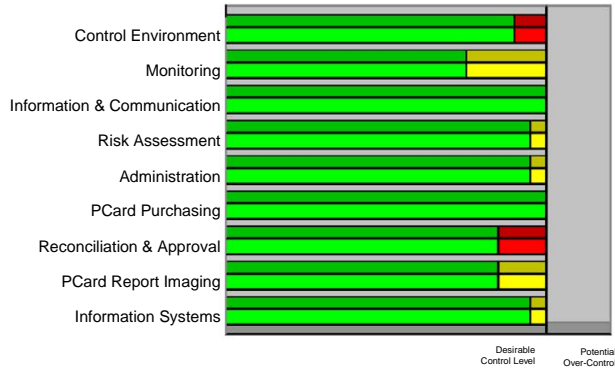 Control Environment
Monitoring
Information & Communication
Risk Assessment
Administration
PCard Purchasing
Reconciliation & Approval
PCard Report Imaging
Information Systems
Desirable
Control Level
Potential
Over-Control